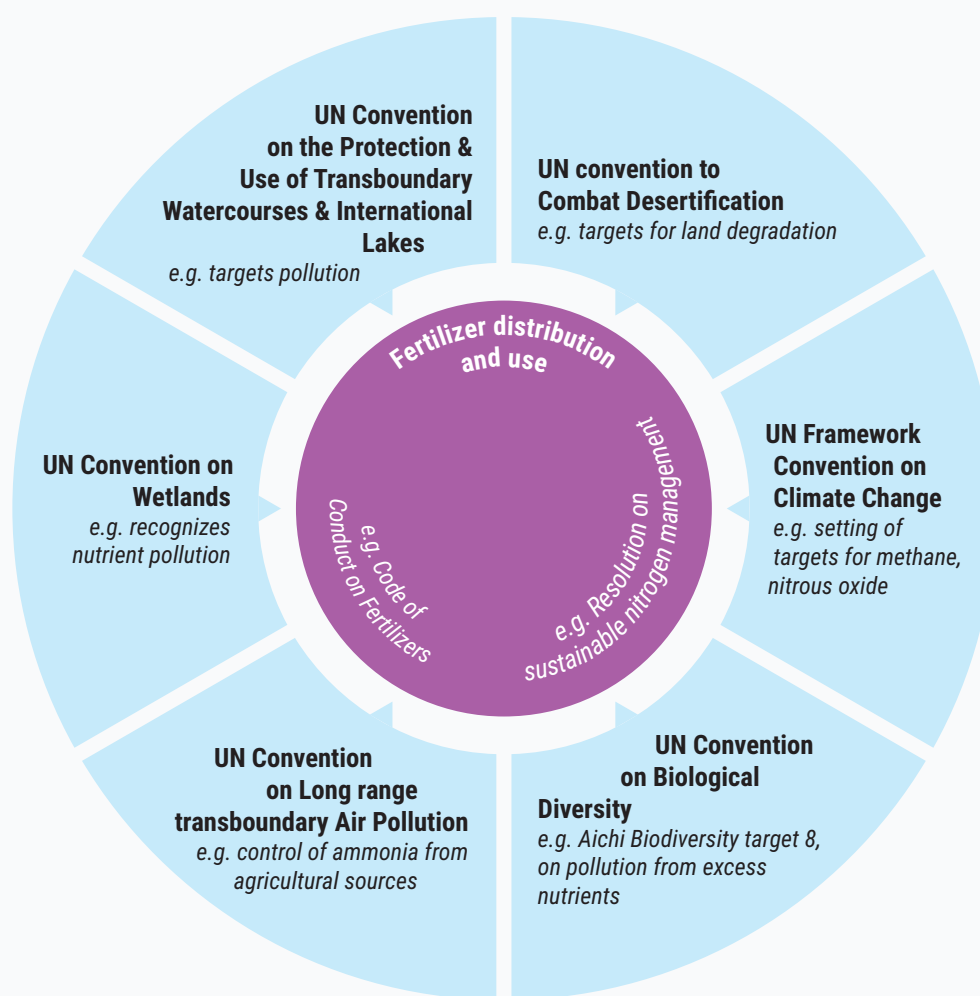 UN Convention
on the Protection &
Use of Transboundary
Watercourses & International
Lakes
e.g. targets pollution
UN convention to
Combat Desertification
e.g. targets for land degradation
Fertilizer distribution
and use
e.g. Code of
Conduct on Fertilizers
e.g. Resolution on
sustainable nitrogen management
UN Convention on
Wetlands
e.g. recognizes
nutrient pollution
UN Framework
Convention on
Climate Change
e.g. setting of
targets for methane,
nitrous oxide
UN Convention
on Long range
transboundary Air Pollution
e.g. control of ammonia from
agricultural sources
UN Convention
on Biological
Diversity
e.g. Aichi Biodiversity target 8,
on pollution from excess
nutrients